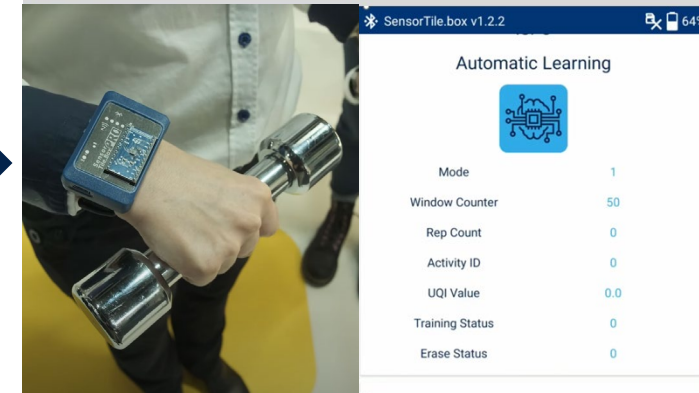 SensorTile.box v1.2.2
64%
Automatic Learning
Mode 1
Window Counter 50
Rep Count 0
Activity ID 0
UQI Value 0.0
Training Status 0
Erase Status 0